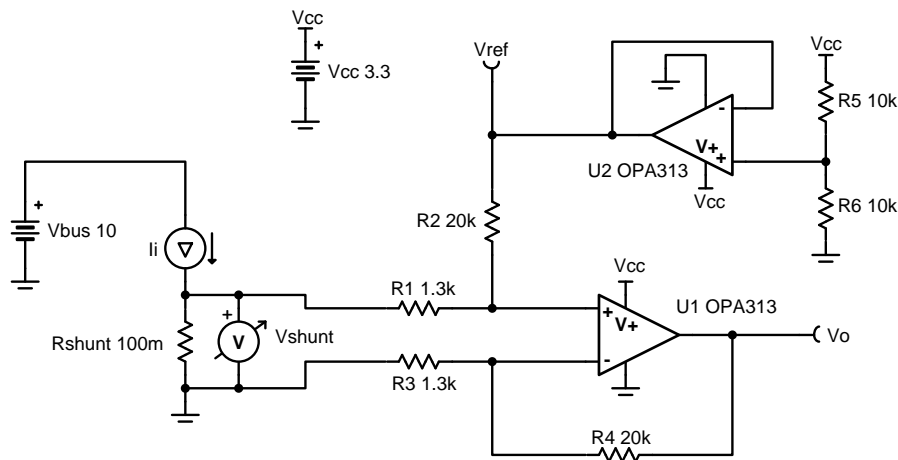 Vcc
Vcc 3.3
Vref
Vcc
R5 10k
U2 OPA313
V+
Vcc
R6 10k
R2 20k
Vbus 10
Ii
R1 1.3k
Vcc
U1 OPA313
V+
Vo
Rshunt 100m
V
Vshunt
R3 1.3k
R4 20k